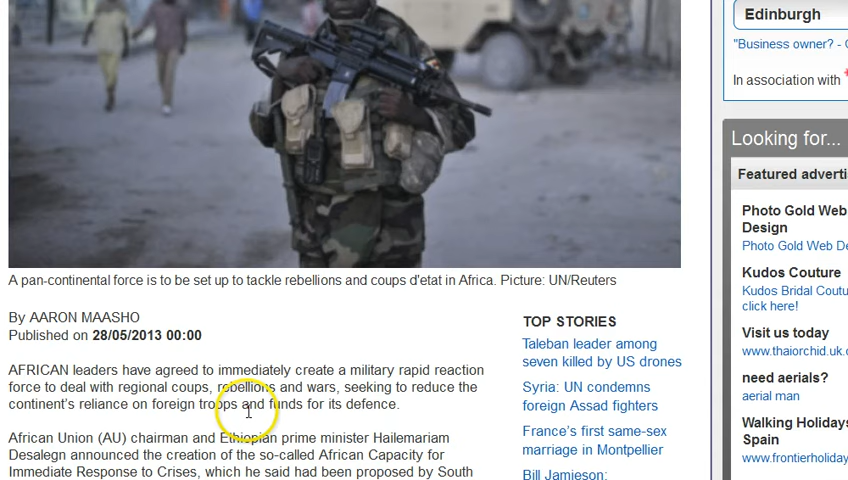 A pan-continental force is to be set up to tackle rebellions and coups d'etat in Africa. Picture: UN/Reuters
By AARON MAASHO
Published on 28/05/2013 00:00
AFRICAN leaders have agreed to immediately create a military rapid reaction
force to deal with regional coups, rebellions and wars, seeking to reduce the
continent's reliance on foreign troops and funds for its defence.
African Union (AU) chairman and Ethiopian prime minister Hailemariam
Desalegn announced the creation of the so-called African Capacity for
Immediate Response to Crises, which he said had been proposed by South
TOP STORIES
Taleban leader among
seven killed by US drones
Syria: UN condemns
foreign Assad fighters
France's first same-sex
marriage in Montpellier
Bill Jamieson:
Edinburgh
"Business owner? -
In association with
Looking for...
Featured adverti
Photo Gold Web
Design
Photo Gold Web De
Kudos Couture
Kudos Bridal Coutu
click here!
Visit us today
www.thaiorchid.uk.
need aerials?
aerial man
Walking Holidays
Spain
www.frontierholiday